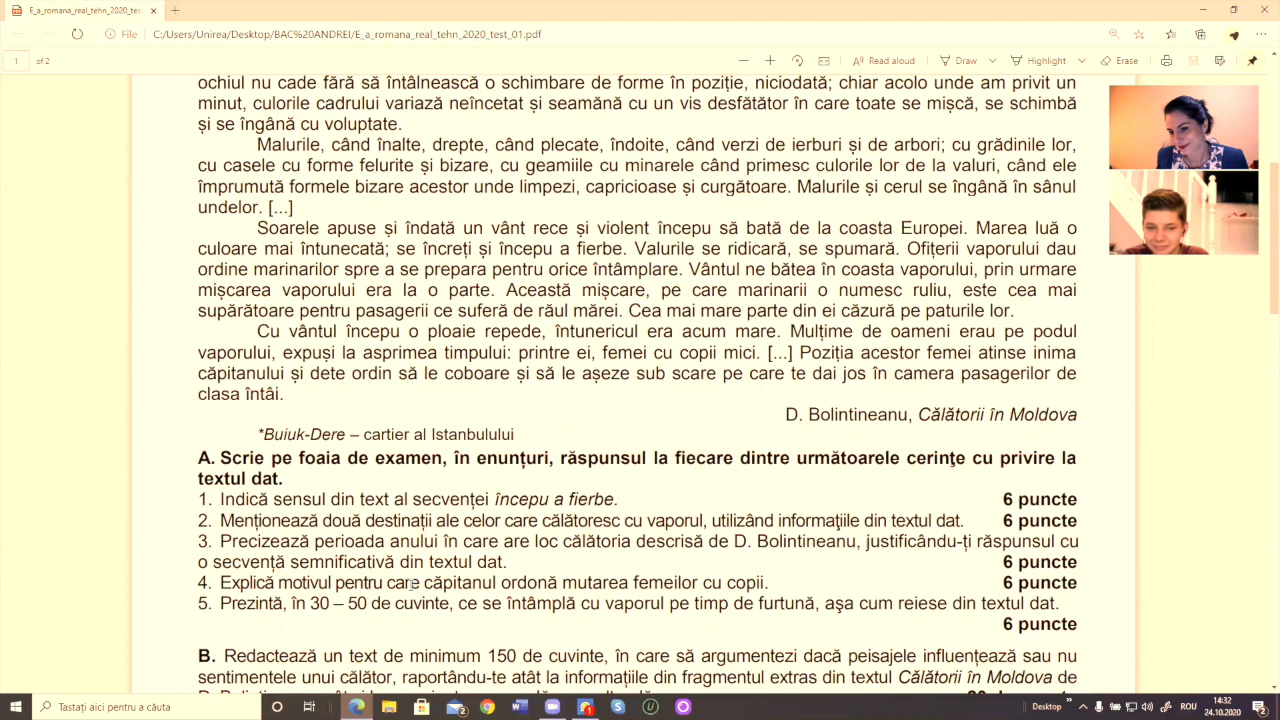 E_a_romana_real_tehn_2020_test_
File
C:/Users/Unirea/Desktop/BAC%20ANDREI/E_a_romana_real_tehn_2020_test_01.pdf
1 of 2
Read aloud
Draw
Highlight
Erase
ochiul nu cade fără să întâlnească o schimbare de forme în poziție, niciodată; chiar acolo unde am privit un
minut, culorile cadrului variază neîncetat și seamănă cu un vis desfătător în care toate se mișcă, se schimbă
și se îngână cu voluptate.
Malurile, când înalte, drepte, când plecate, îndoite, când verzi de ierburi și de arbori; cu grădinile lor,
cu casele cu forme felurite și bizare, cu geamiile cu minarele când primesc culorile lor de la valuri, când ele
împrumută formele bizare acestor unde limpezi, capricioase și curgătoare. Malurile și cerul se îngână în sânul
undelor. [...]
Soarele apuse și îndată un vânt rece și violent începu să bată de la coasta Europei. Marea luă o
culoare mai întunecată; se încreți și începu a fierbe. Valurile se ridicară, se spumară. Ofițerii vaporului dau
ordine marinarilor spre a se prepara pentru orice întâmplare. Vântul ne bătea în coasta vaporului, prin urmare
mișcarea vaporului era la o parte. Această mișcare, pe care marinarii o numesc ruliu, este cea mai
supărătoare pentru pasagerii ce suferă de răul mărei. Cea mai mare parte din ei căzură pe paturile lor.
Cu vântul începu o ploaie repede, întunericul era acum mare. Mulțime de oameni erau pe podul
vaporului, expuși la asprimea timpului: printre ei, femei cu copii mici. [...] Poziția acestor femei atinse inima
căpitanului și dete ordin să le coboare și să le așeze sub scare pe care te dai jos în camera pasagerilor de
clasa întâi.
D. Bolintineanu, Călătorii în Moldova
*Buiuk-Dere – cartier al Istanbulului
A. Scrie pe foaia de examen, în enunțuri, răspunsul la fiecare dintre următoarele cerinţe cu privire la
textul dat.
1. Indică sensul din text al secvenței începu a fierbe. 6 puncte
2. Menționează două destinații ale celor care călătoresc cu vaporul, utilizând informaţiile din textul dat. 6 puncte
3. Precizează perioada anului în care are loc călătoria descrisă de D. Bolintineanu, justificându-ți răspunsul cu
o secvență semnificativă din textul dat. 6 puncte
4. Explică motivul pentru care căpitanul ordonă mutarea femeilor cu copii. 6 puncte
5. Prezintă, în 30 – 50 de cuvinte, ce se întâmplă cu vaporul pe timp de furtună, aşa cum reiese din textul dat.
6 puncte
B. Redactează un text de minimum 150 de cuvinte, în care să argumentezi dacă peisajele influențează sau nu
sentimentele unui călător, raportându-te atât la informațiile din fragmentul extras din textul Călătorii în Moldova
Tastați aici pentru a căuta
Desktop
ROU
14:32
24.10.2020